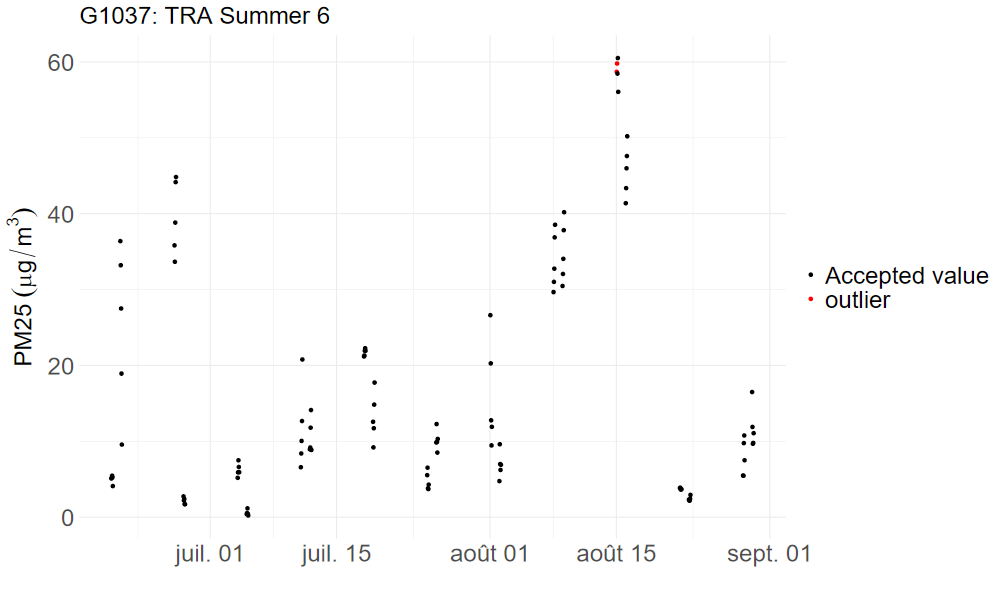 G1037: TRA Summer 6
PM25 (μg/m³)
60
40
20
0
juil. 01
juil. 15
août 01
août 15
sept. 01
Accepted value
outlier